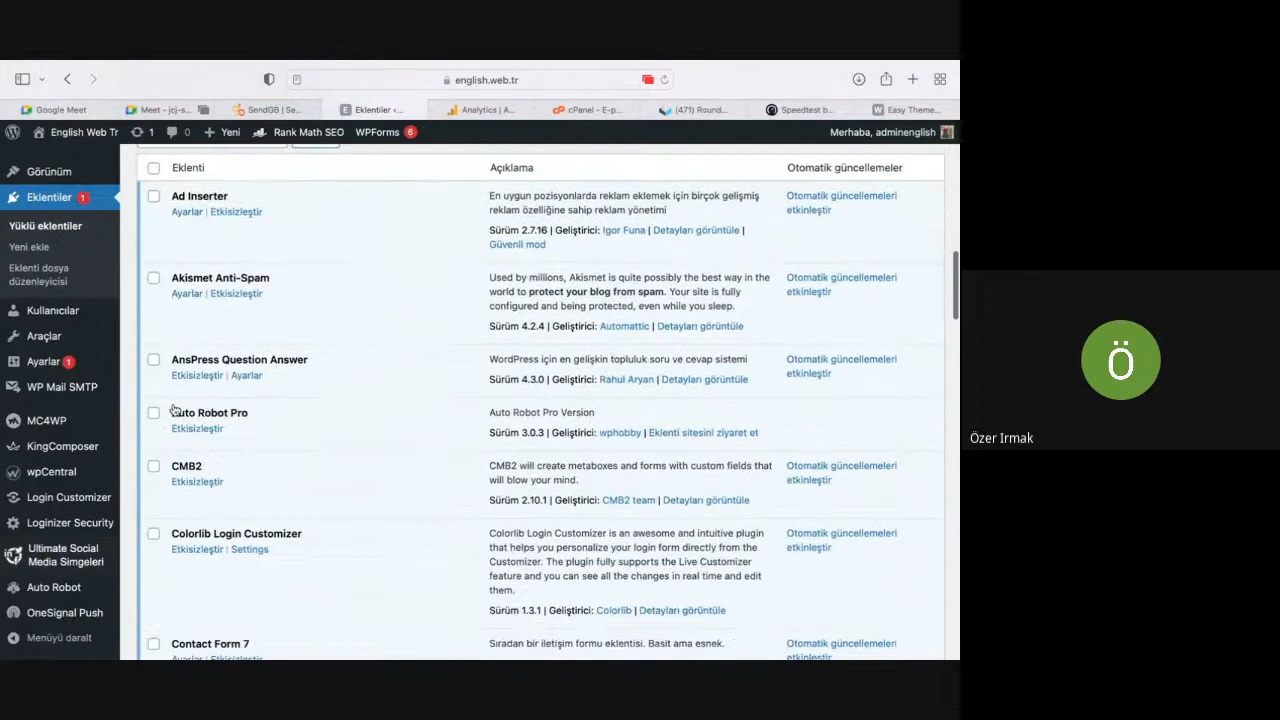 english.web.tr
Google Meet
Meet - jcj-s...
SendGB | Se...
Eklentiler <...
Analytics | A...
cPanel - E-p...
(471) Round...
Speedtest b...
Easy Theme...
English Web Tr
1
0
Yeni
Rank Math SEO
WPForms 6
Merhaba, adminenglish
Görünüm
Eklentiler 1
Yüklü eklentiler
Yeni ekle
Eklenti dosya
düzenleyicisi
Kullanıcılar
Araçlar
Ayarlar 1
WP Mail SMTP
MC4WP
KingComposer
wpCentral
Login Customizer
Loginizer Security
Ultimate Social
Media Simgeleri
Auto Robot
OneSignal Push
Menüyü daralt
Eklenti
Açıklama
Otomatik güncellemeler
Ad Inserter
Ayarlar | Etkisizleştir
En uygun pozisyonlarda reklam eklemek için birçok gelişmiş
reklam özelliğine sahip reklam yönetimi
Sürüm 2.7.16 | Geliştirici: Igor Funa | Detayları görüntüle |
Güvenli mod
Otomatik güncellemeleri
etkinleştir
Akismet Anti-Spam
Ayarlar | Etkisizleştir
Used by millions, Akismet is quite possibly the best way in the
world to protect your blog from spam. Your site is fully
configured and being protected, even while you sleep.
Sürüm 4.2.4 | Geliştirici: Automattic | Detayları görüntüle
Otomatik güncellemeleri
etkinleştir
AnsPress Question Answer
Etkisizleştir | Ayarlar
WordPress için en gelişkin topluluk soru ve cevap sistemi
Sürüm 4.3.0 | Geliştirici: Rahul Aryan | Detayları görüntüle
Otomatik güncellemeleri
etkinleştir
Auto Robot Pro
Etkisizleştir
Auto Robot Pro Version
Sürüm 3.0.3 | Geliştirici: wphobby | Eklenti sitesini ziyaret et
CMB2
Etkisizleştir
CMB2 will create metaboxes and forms with custom fields that
will blow your mind.
Sürüm 2.10.1 | Geliştirici: CMB2 team | Detayları görüntüle
Otomatik güncellemeleri
etkinleştir
Colorlib Login Customizer
Etkisizleştir | Settings
Colorlib Login Customizer is an awesome and intuitive plugin
that helps you personalize your login form directly from the
Customizer. The plugin fully supports the Live Customizer
feature and you can see all the changes in real time and edit
them.
Sürüm 1.3.1 | Geliştirici: Colorlib | Detayları görüntüle
Otomatik güncellemeleri
etkinleştir
Contact Form 7
Ayarlar | Etkisizleştir
Sıradan bir iletişim formu eklentisi. Basit ama esnek.
Otomatik güncellemeleri
etkinleştir
Ö
Özer Irmak